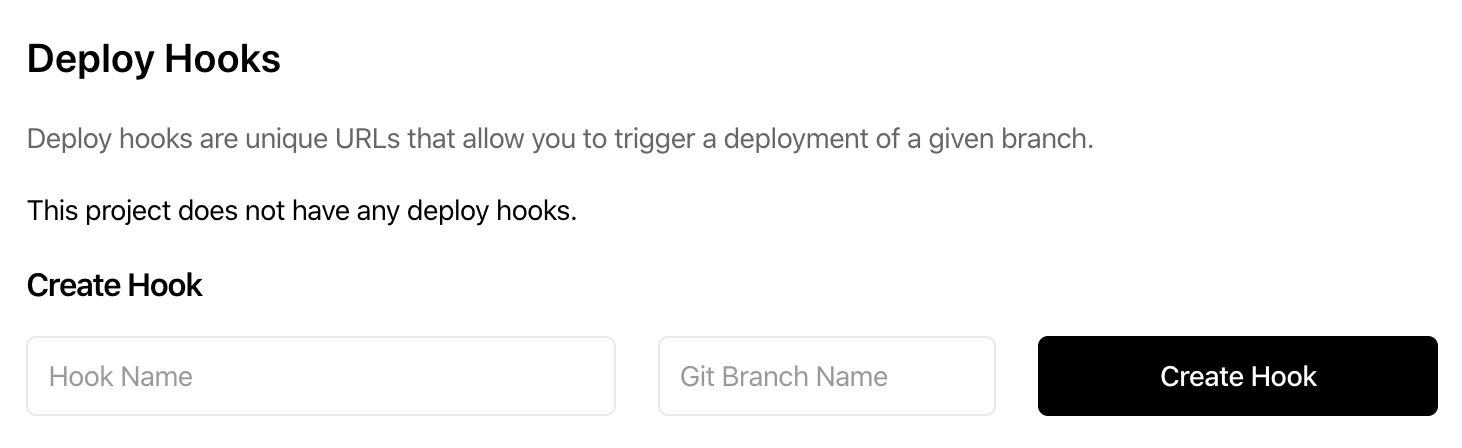 Deploy Hooks
Deploy hooks are unique URLs that allow you to trigger a deployment of a given branch.
This project does not have any deploy hooks.
Create Hook
Hook Name
Git Branch Name
Create Hook